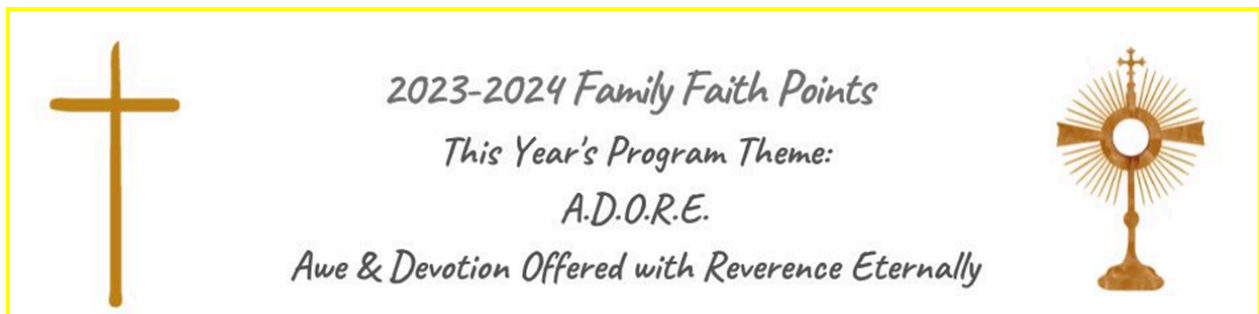 2023-2024 Family Faith Points
This Year's Program Theme:
A.D.O.R.E.
Awe & Devotion Offered with Reverence Eternally